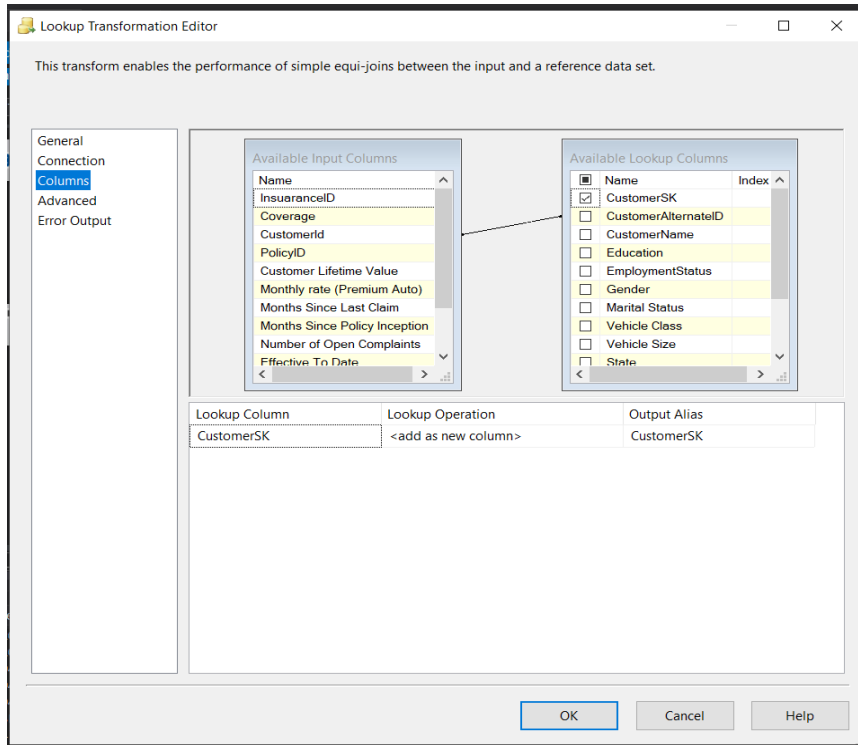 Lookup Transformation Editor
This transform enables the performance of simple equi-joins between the input and a reference data set.
General
Connection
Columns
Advanced
Error Output
Available Input Columns
Name
InsuaranceID
Coverage
CustomerId
PolicyID
Customer Lifetime Value
Monthly rate (Premium Auto)
Months Since Last Claim
Months Since Policy Inception
Number of Open Complaints
Effective To Date
Available Lookup Columns
Name Index
CustomerSK
CustomerAlternateID
CustomerName
Education
EmploymentStatus
Gender
Marital Status
Vehicle Class
Vehicle Size
State
Lookup Column Lookup Operation Output Alias
CustomerSK <add as new column> CustomerSK
OK Cancel Help